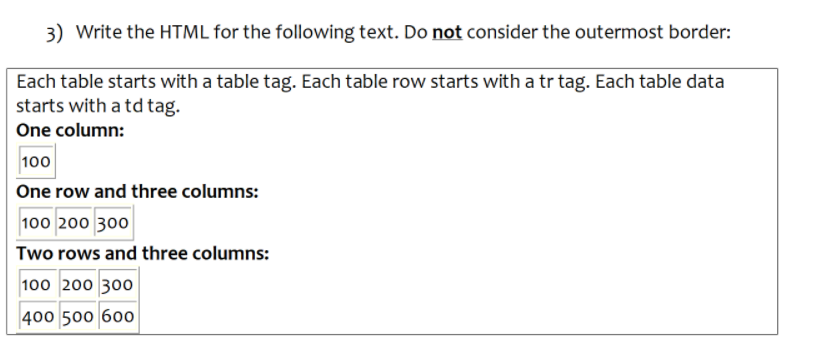 3) Write the HTML for the following text. Do not consider the outermost border:
Each table starts with a table tag. Each table row starts with a tr tag. Each table data
starts with a td tag.
One column:
100
One row and three columns:
100 200 300
Two rows and three columns:
100 200 300
400 500 600